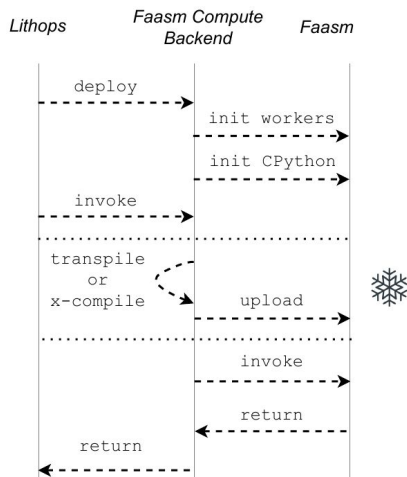 Lithops
Faasm Compute
Backend
Faasm
deploy
init workers
init CPython
invoke
transpile
or
x-compile
upload
invoke
return
return